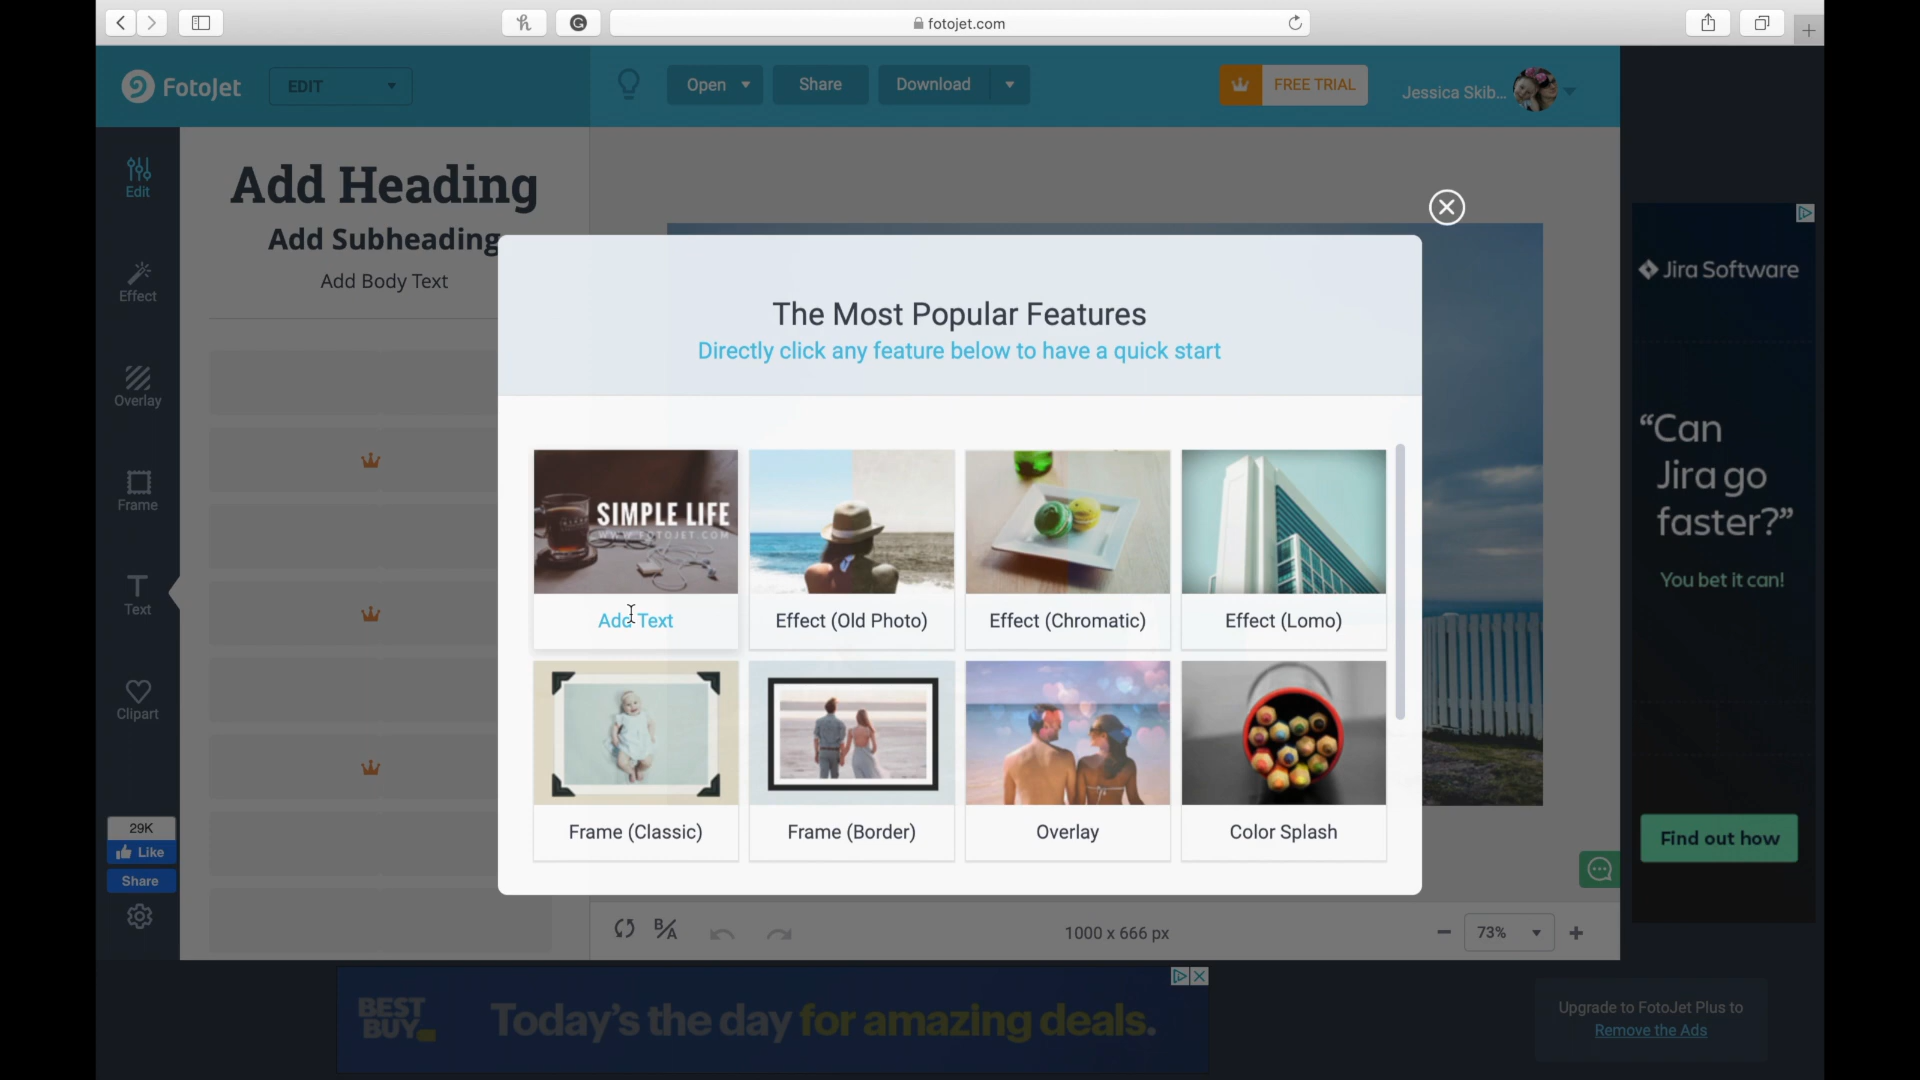 fotojet.com
FotoJet
EDIT
Open
Share
Download
FREE TRIAL
Jessica Skib...
Edit
Effect
Overlay
Frame
Text
Clipart
29K
Like
Share
Add Heading
Add Subheading
Add Body Text
The Most Popular Features
Directly click any feature below to have a quick start
SIMPLE LIFE
WWW.FOTOJET.COM
Add Text
Effect (Old Photo)
Effect (Chromatic)
Effect (Lomo)
Frame (Classic)
Frame (Border)
Overlay
Color Splash
B/A
1000 x 666 px
73%
Jira Software
“Can
Jira go
faster?”
You bet it can!
Find out how
BEST
BUY
Today's the day for amazing deals.
Upgrade to FotoJet Plus to
Remove the Ads